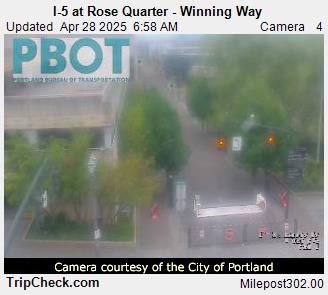 I-5 at Rose Quarter - Winning Way
Updated Apr 28 2025 6:58 AM Camera 4
PBOT
PORTLAND BUREAU OF TRANSPORTATION
Camera courtesy of the City of Portland
TripCheck.com Milepost302.00